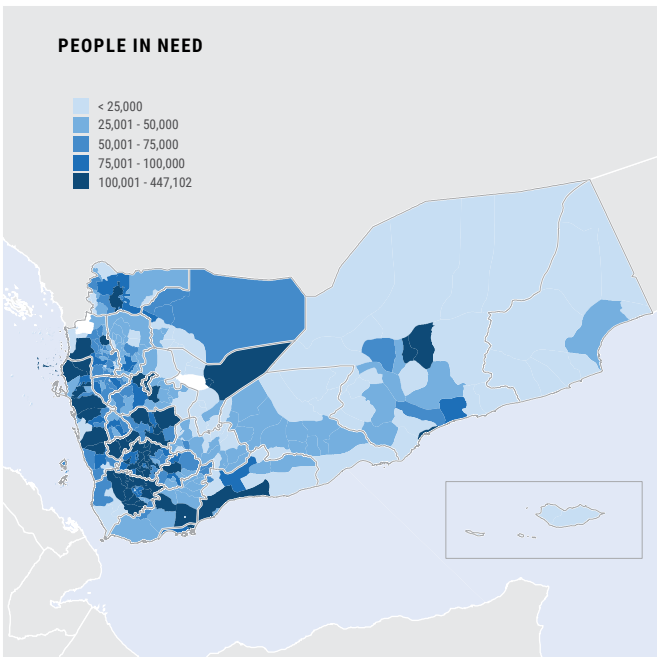 PEOPLE IN NEED
< 25,000
25,001 - 50,000
50,001 - 75,000
75,001 - 100,000
100,001 - 447,102